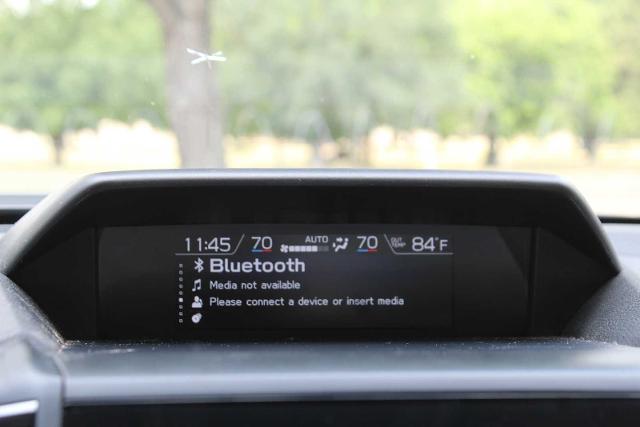 11:45 70 AUTO 70 OUT TEMP 84°F
Bluetooth
Media not available
Please connect a device or insert media